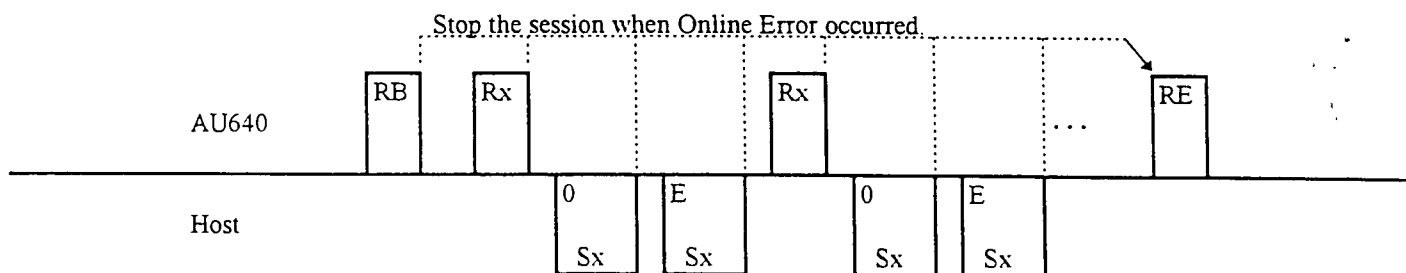 Stop the session when Online Error occurred.
RB Rx Rx RE
AU640
...
0 E 0 E
Host
Sx Sx Sx Sx